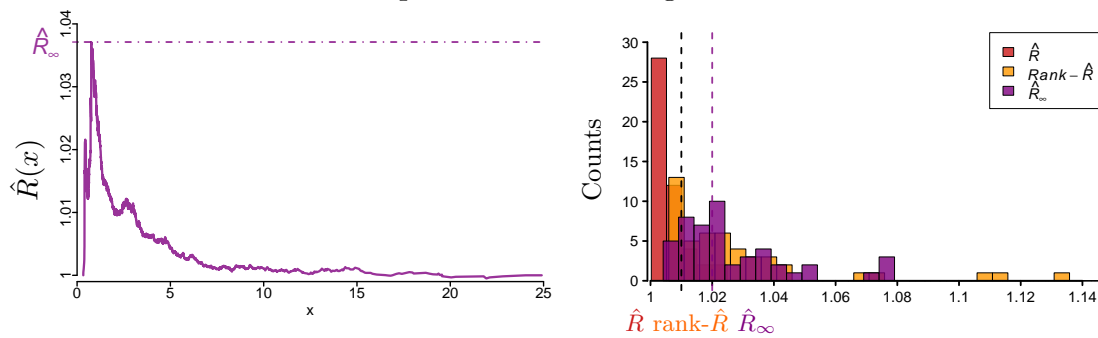 1.04
R̂∞
1.03
1.02
1.01
1
R̂(x)
0 5 10 15 20 25
x
30
25
20
15
10
5
0
Counts
R̂
Rank − R̂
R̂∞
1 1.02 1.04 1.06 1.08 1.1 1.12 1.14
R̂ rank-R̂ R̂∞